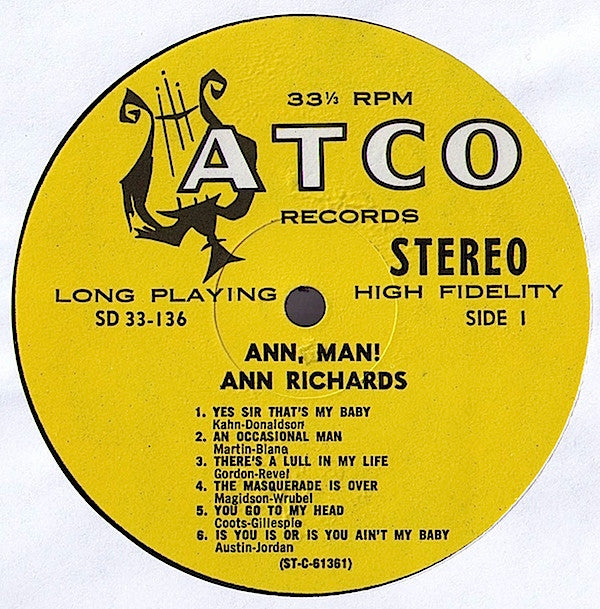 33⅓ RPM
ATCO
RECORDS
STEREO
LONG PLAYING HIGH FIDELITY
SD 33-136 SIDE 1
ANN, MAN!
ANN RICHARDS
1. YES SIR THAT'S MY BABY
Kahn-Donaldson
2. AN OCCASIONAL MAN
Martin-Blane
3. THERE'S A LULL IN MY LIFE
Gordon-Revel
4. THE MASQUERADE IS OVER
Magidson-Wrubel
5. YOU GO TO MY HEAD
Coots-Gillespie
6. IS YOU IS OR IS YOU AIN'T MY BABY
Austin-Jordan
(ST-C-61361)